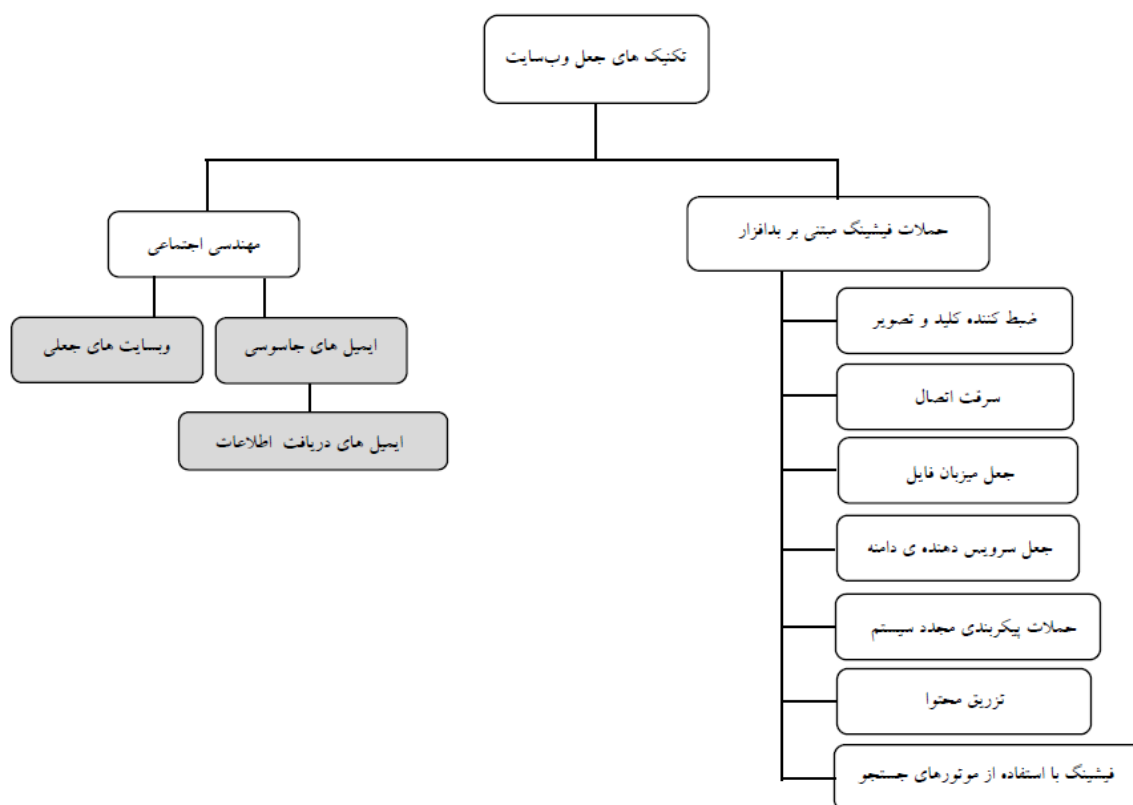 تکنیک های جعل وب‌سایت
حملات فیشینگ مبتنی بر بدافزار
مهندسی اجتماعی
ضبط کننده کلید و تصویر
ایمیل های جاسوسی
وبسایت های جعلی
سرقت اتصال
ایمیل های دریافت اطلاعات
جعل میزبان فایل
جعل سرویس دهنده ی دامنه
حملات پیکربندی مجدد سیستم
تزریق محتوا
فیشینگ با استفاده از موتورهای جستجو